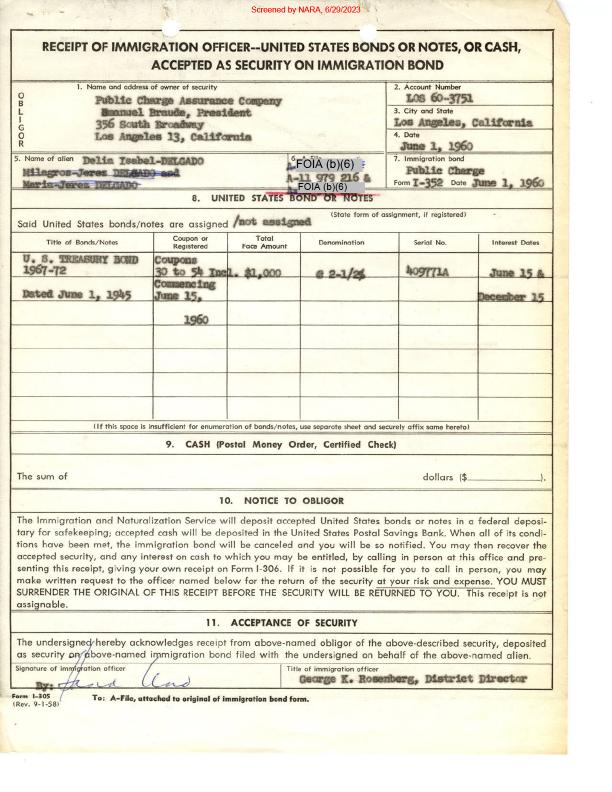 Screened by NARA, 6/29/2023
RECEIPT OF IMMIGRATION OFFICER--UNITED STATES BONDS OR NOTES, OR CASH,
ACCEPTED AS SECURITY ON IMMIGRATION BOND
OBLIGOR
1. Name and address of owner of security
Public Charge Assurance Company
Emanuel Braude, President
356 South Broadway
Los Angeles 13, California
2. Account Number
LOS 60-3751
3. City and State
Los Angeles, California
4. Date
June 1, 1960
5. Name of alien Delia Isabel-DELGADO
Milagros-Jeres DELGADO and
Maria-Jeres DELGADO
FOIA (b)(6)
A-11 979 216 &
FOIA (b)(6)
7. Immigration bond
Public Charge
Form I-352 Date June 1, 1960
8. UNITED STATES BOND OR NOTES
(State form of assignment, if registered)
Said United States bonds/notes are assigned /not assigned
Title of Bonds/Notes Coupon or Registered Total Face Amount Denomination Serial No. Interest Dates
U. S. TREASURY BOND Coupons
1967-72 30 to 54 Incl. $1,000 @ 2-1/2% 409771A June 15 &
Commencing
Dated June 1, 1945 June 15, December 15
1960
(If this space is insufficient for enumeration of bonds/notes, use separate sheet and securely affix same hereto)
9. CASH (Postal Money Order, Certified Check)
The sum of dollars ($ ).
10. NOTICE TO OBLIGOR
The Immigration and Naturalization Service will deposit accepted United States bonds or notes in a federal deposi-
tary for safekeeping; accepted cash will be deposited in the United States Postal Savings Bank. When all of its condi-
tions have been met, the immigration bond will be canceled and you will be so notified. You may then recover the
accepted security, and any interest on cash to which you may be entitled, by calling in person at this office and pre-
senting this receipt, giving your own receipt on Form I-306. If it is not possible for you to call in person, you may
make written request to the officer named below for the return of the security at your risk and expense. YOU MUST
SURRENDER THE ORIGINAL OF THIS RECEIPT BEFORE THE SECURITY WILL BE RETURNED TO YOU. This receipt is not
assignable.
11. ACCEPTANCE OF SECURITY
The undersigned hereby acknowledges receipt from above-named obligor of the above-described security, deposited
as security on above-named immigration bond filed with the undersigned on behalf of the above-named alien.
Signature of immigration officer
By:
Title of immigration officer
George K. Rosenberg, District Director
Form I-305
(Rev. 9-1-58)
To: A-File, attached to original of immigration bond form.